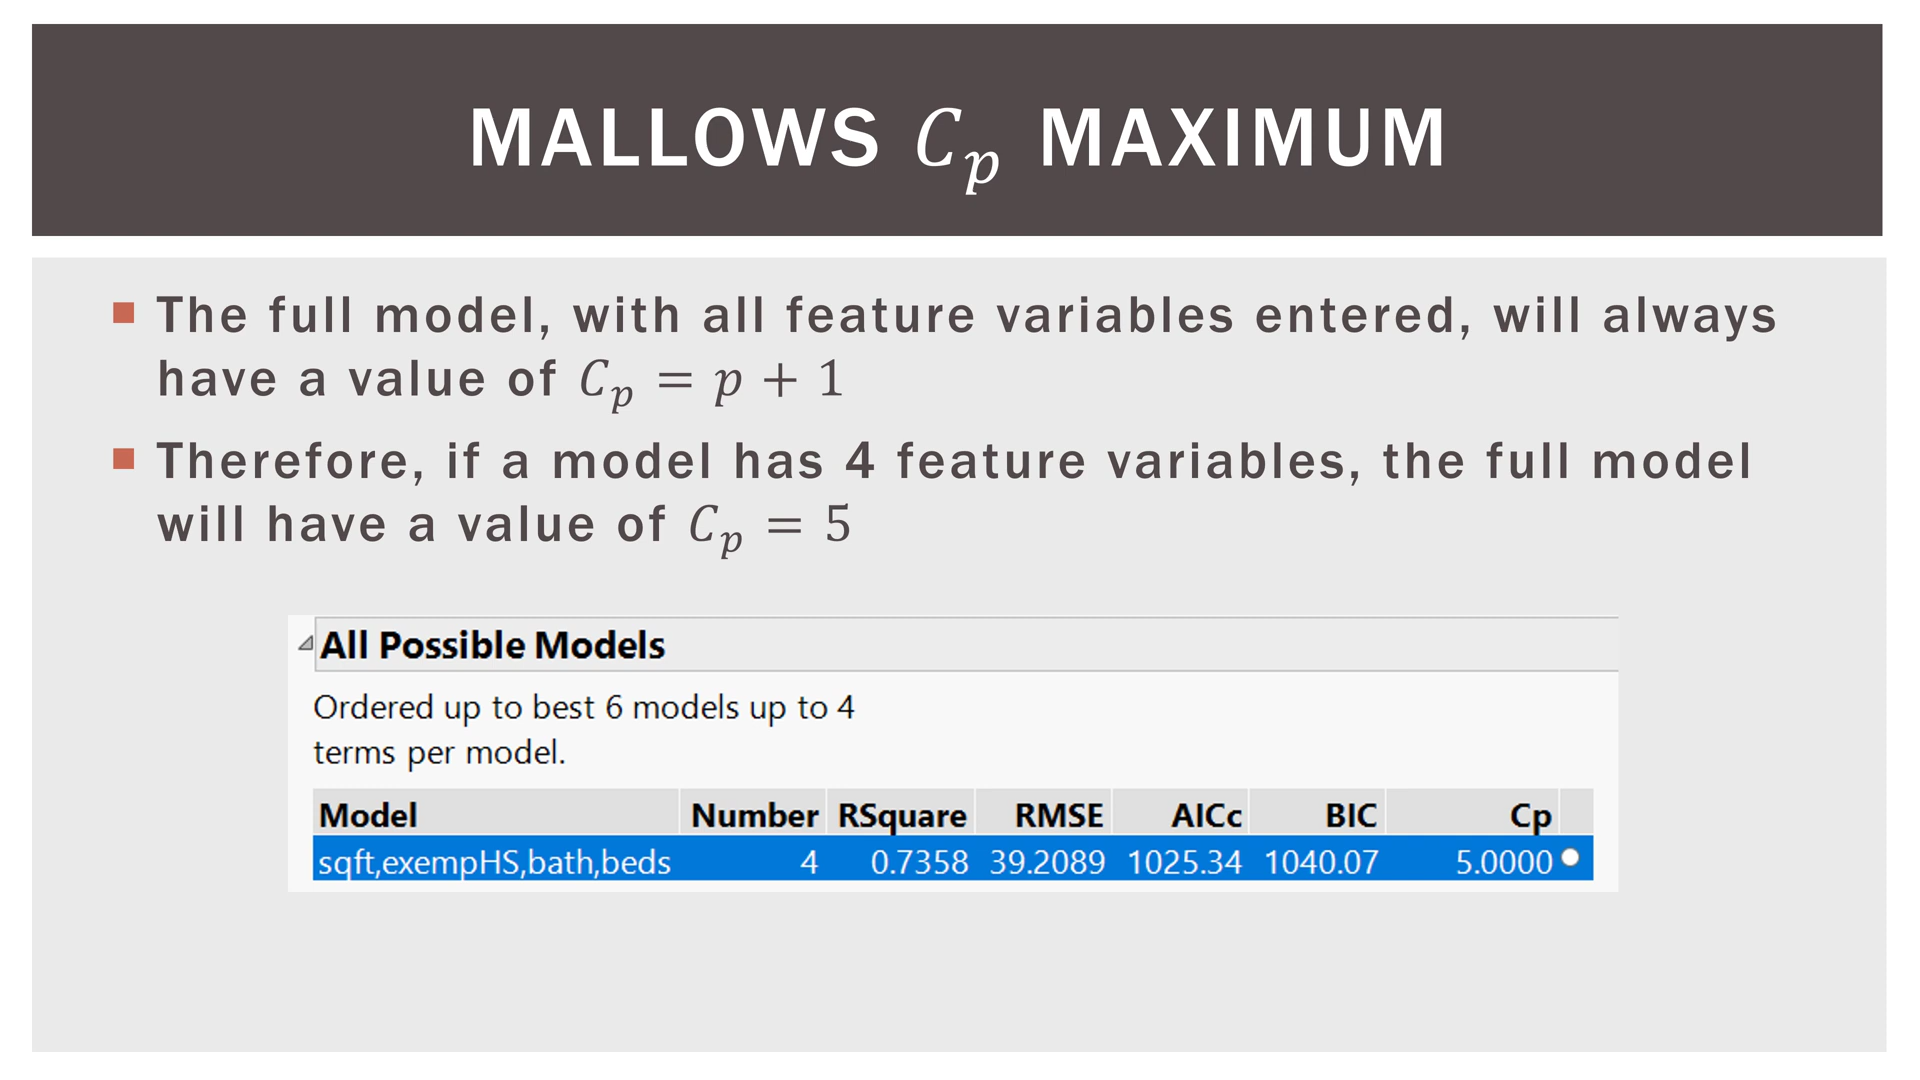 MALLOWS Cₚ MAXIMUM
The full model, with all feature variables entered, will always
have a value of Cₚ = p + 1
Therefore, if a model has 4 feature variables, the full model
will have a value of Cₚ = 5
All Possible Models
Ordered up to best 6 models up to 4
terms per model.
Model Number RSquare RMSE AICc BIC Cp
sqft,exempHS,bath,beds 4 0.7358 39.2089 1025.34 1040.07 5.0000